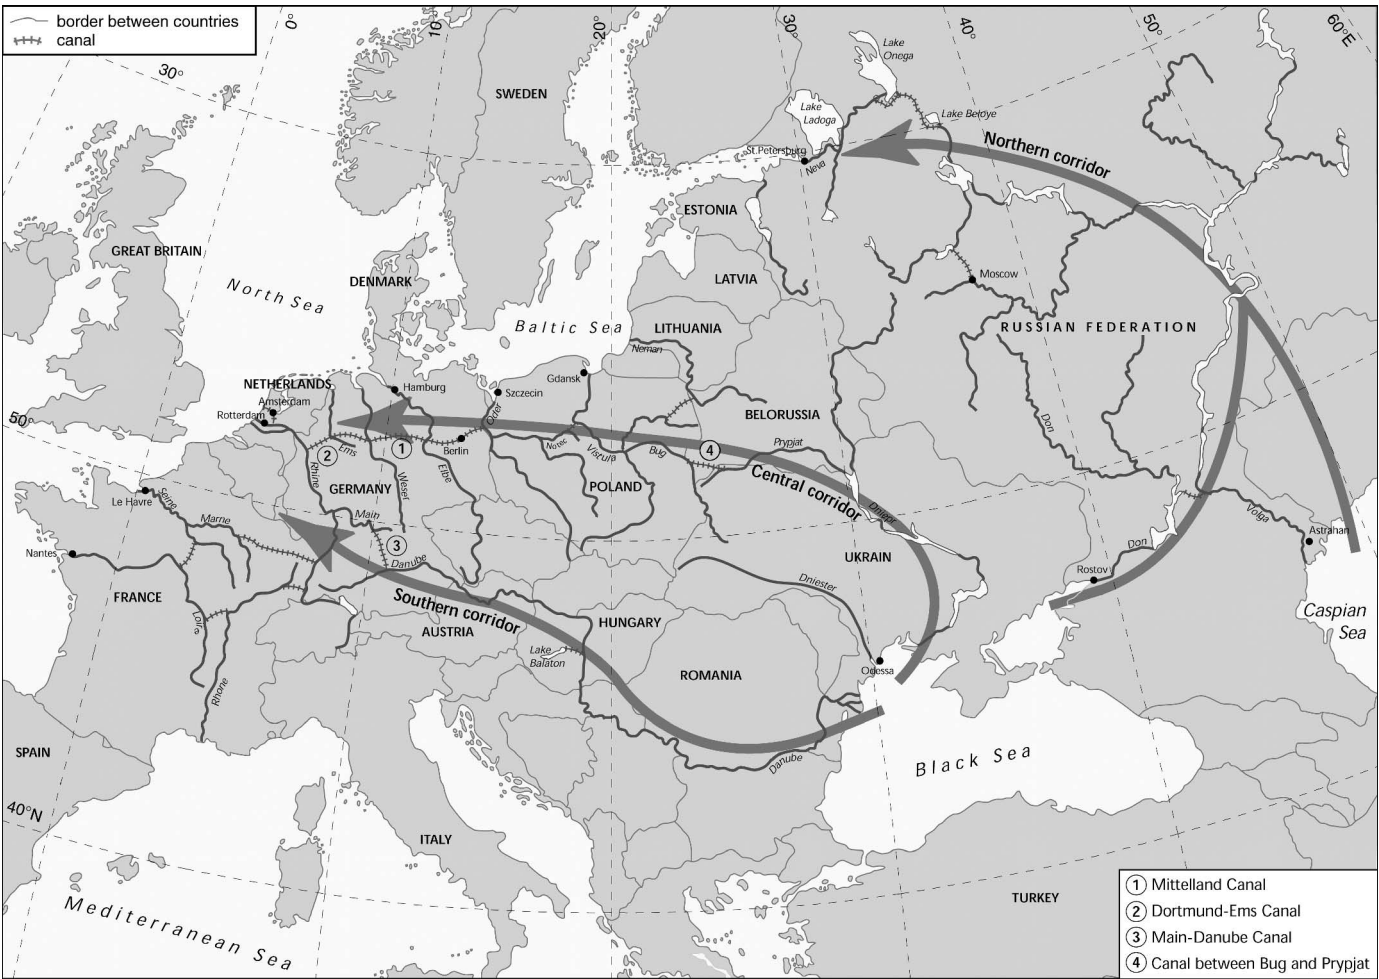 border between countries
canal
0°
10°
20°
30°
40°
50°
60°E
30°
Lake
Onega
SWEDEN
Lake
Ladoga
Lake Beloye
Northern corridor
St.Petersburg
Neva
ESTONIA
GREAT BRITAIN
DENMARK
LATVIA
Moscow
North Sea
Baltic Sea
LITHUANIA
RUSSIAN FEDERATION
Neman
NETHERLANDS
Hamburg
Gdansk
Szczecin
Amsterdam
Rotterdam
50°
Oder
BELORUSSIA
Don
1
2
Ems
Berlin
Notec
Vistula
Bug
4
Prypjat
Rhine
Weser
Elbe
GERMANY
POLAND
Central corridor
Le Havre
Seine
Marne
Main
Dniepr
Volga
Astrahan
3
Nantes
Danube
UKRAIN
Don
Rostov
FRANCE
Southern corridor
Dniester
Caspian
Sea
Loire
AUSTRIA
HUNGARY
Lake
Balaton
ROMANIA
Odessa
Rhone
SPAIN
Danube
Black Sea
40°N
ITALY
Mediterranean Sea
TURKEY
1 Mittelland Canal
2 Dortmund-Ems Canal
3 Main-Danube Canal
4 Canal between Bug and Prypjat